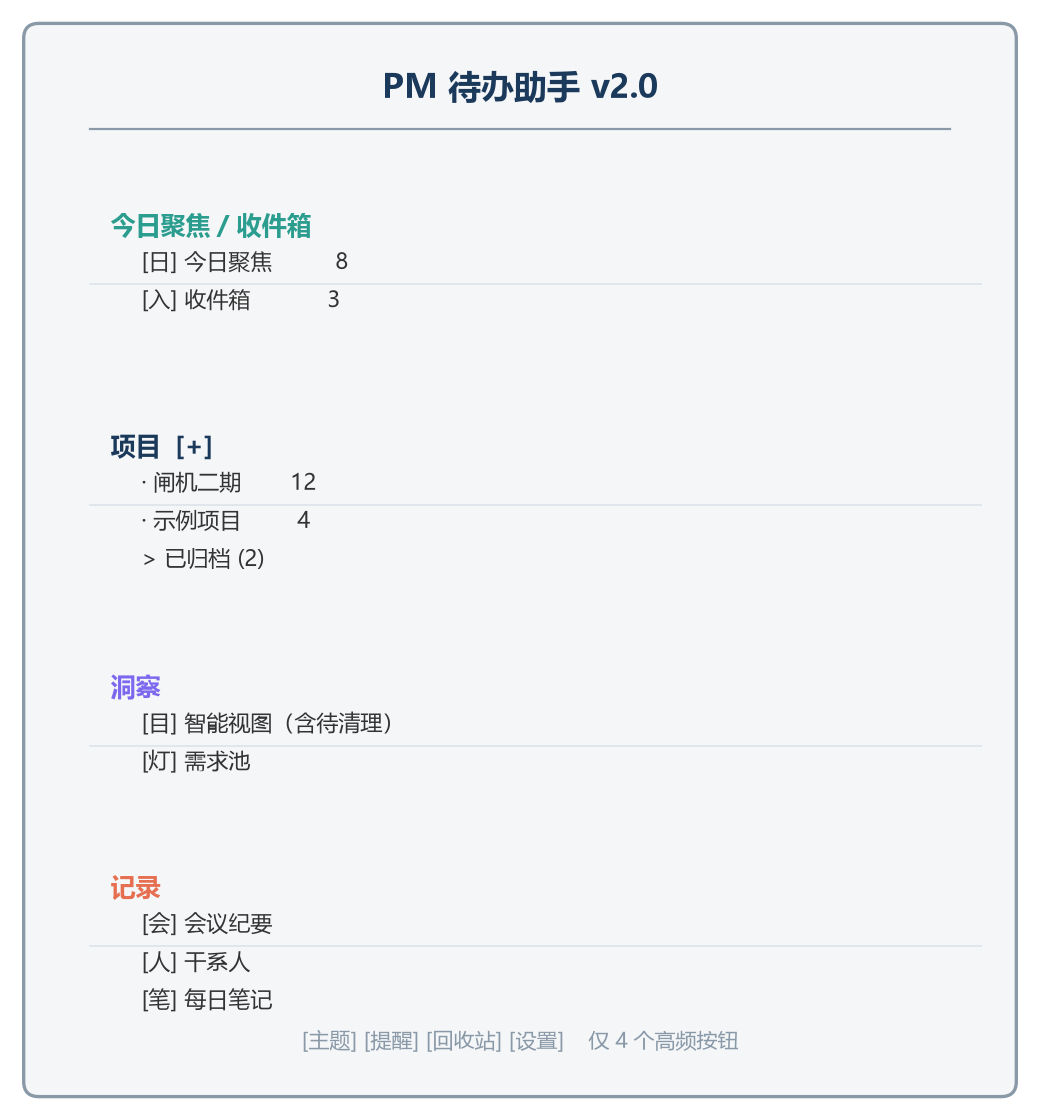 PM 待办助手 v2.0
今日聚焦 / 收件箱
[日] 今日聚焦 8
[入] 收件箱 3
项目 [+]
· 闸机二期 12
· 示例项目 4
> 已归档 (2)
洞察
[目] 智能视图（含待清理）
[灯] 需求池
记录
[会] 会议纪要
[人] 干系人
[笔] 每日笔记
[主题] [提醒] [回收站] [设置] 仅 4 个高频按钮